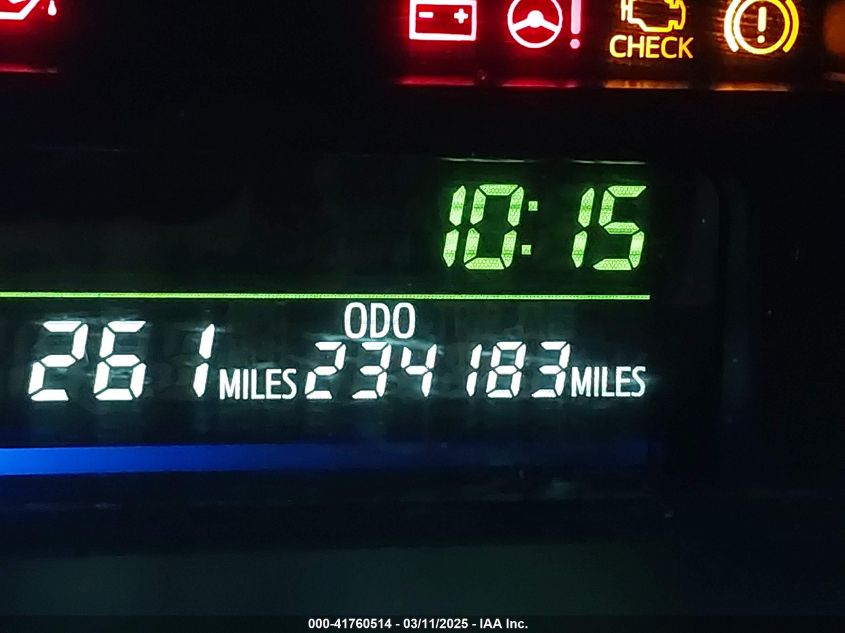 CHECK
10:15
ODO
261 MILES 234183 MILES
000-41760514 - 03/11/2025 - IAA Inc.